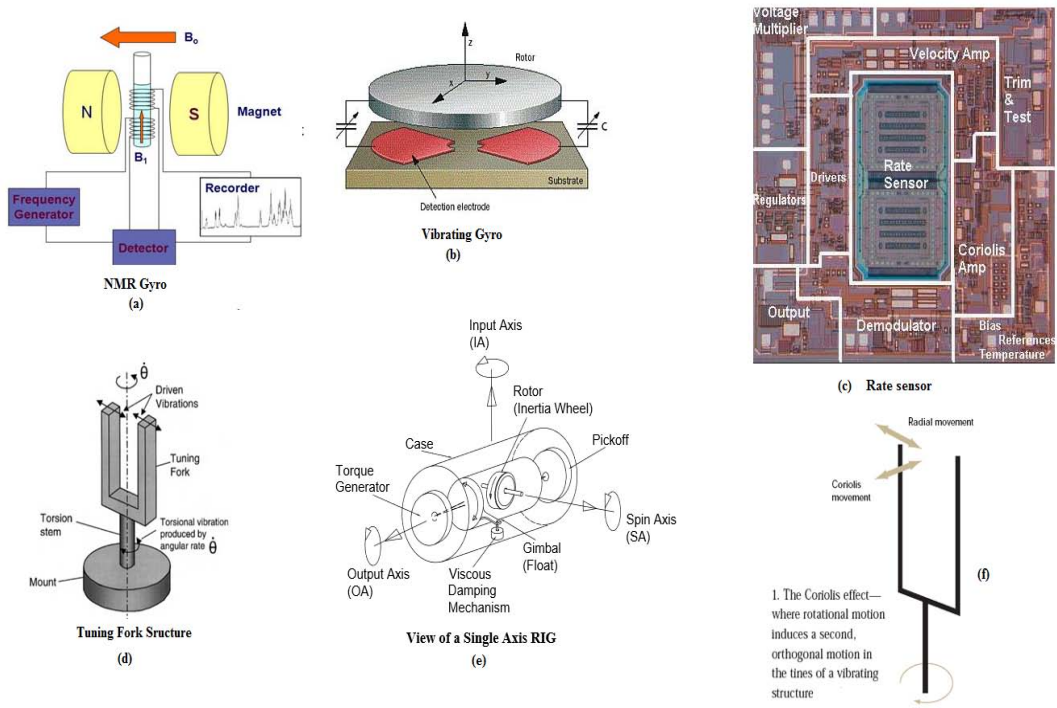 Bo
N
S
Magnet
B1
Recorder
Frequency
Generator
Detector
NMR Gyro
(a)
z
Rotor
x
y
C
Substrate
Detection electrode
Vibrating Gyro
(b)
Voltage
Multiplier
Velocity Amp
Trim
&
Test
Rate
Sensor
Drivers
Regulators
Coriolis
Amp
Output
Demodulator
Bias
References
Temperature
(c) Rate sensor
θ̇
Driven
Vibrations
Tuning
Fork
Torsion
stem
Torsional vibration
produced by
angular rate θ̇
Mount
Tuning Fork Sructure
(d)
Input Axis
(IA)
Rotor
(Inertia Wheel)
Case
Pickoff
Torque
Generator
Spin Axis
(SA)
Gimbal
(Float)
Output Axis
(OA)
Viscous
Damping
Mechanism
View of a Single Axis RIG
(e)
Radial movement
Coriolis
movement
(f)
1. The Coriolis effect—
where rotational motion
induces a second,
orthogonal motion in
the tines of a vibrating
structure